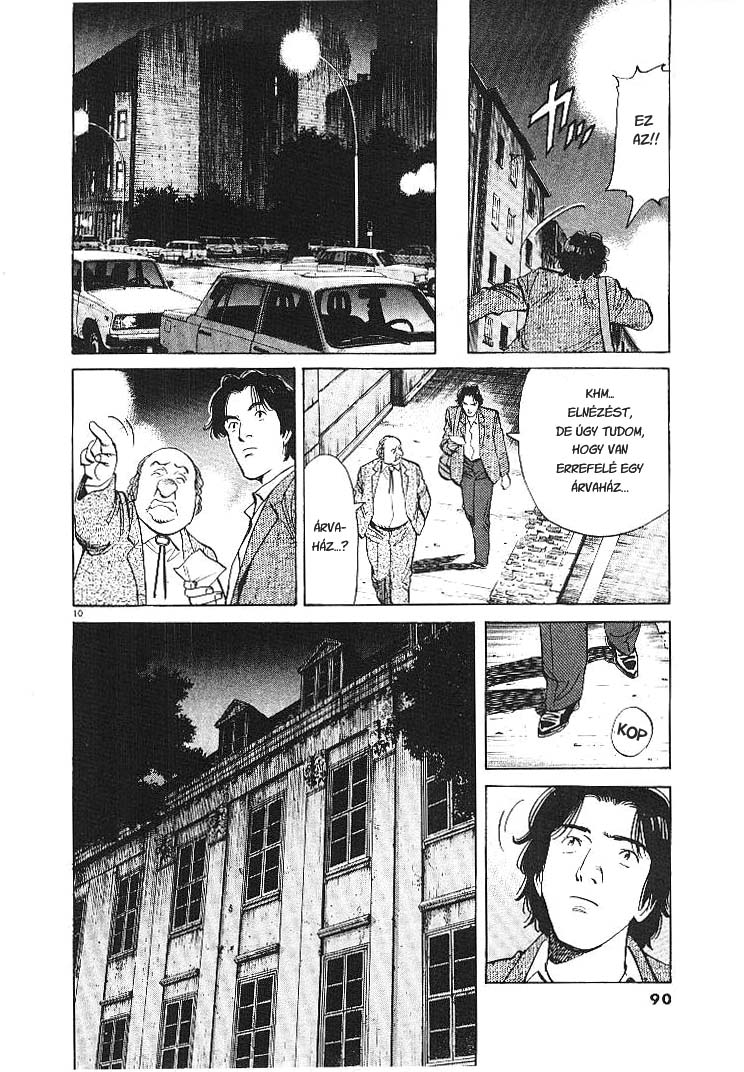 EZ
AZ!!
KHM...
ELNÉZÉST,
DE ÚGY TUDOM,
HOGY VAN
ERREFELÉ EGY
ÁRVAHÁZ...
ÁRVA-
HÁZ...?
10
KOP
90